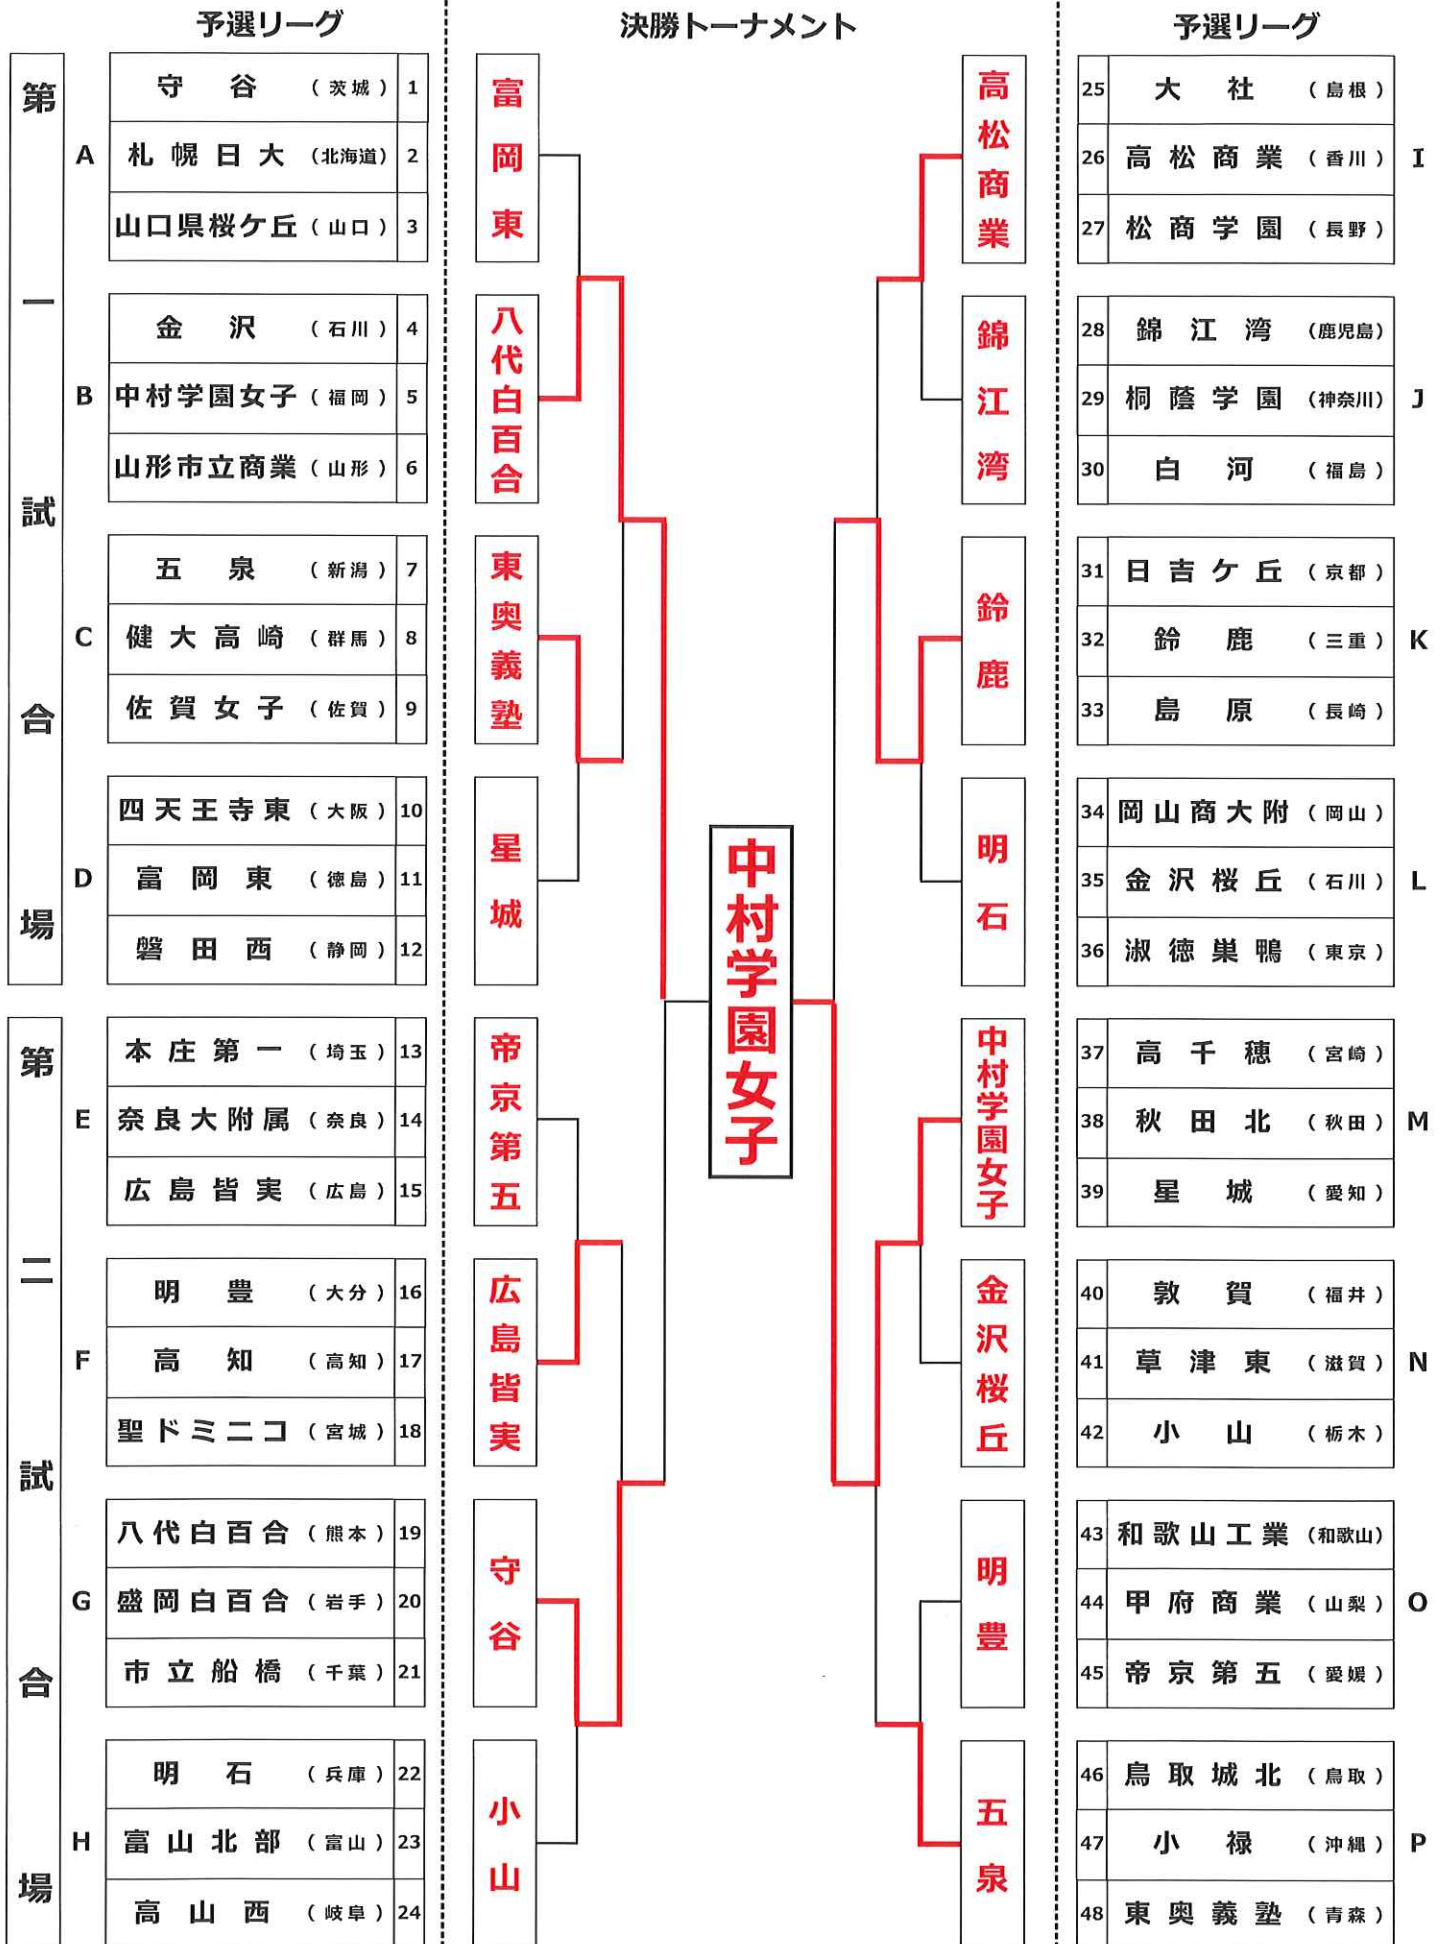 予選リーグ
決勝トーナメント
予選リーグ
第一試合場
A
守谷 (茨城) 1
札幌日大 (北海道) 2
山口県桜ケ丘 (山口) 3
B
金沢 (石川) 4
中村学園女子 (福岡) 5
山形市立商業 (山形) 6
C
五泉 (新潟) 7
健大高崎 (群馬) 8
佐賀女子 (佐賀) 9
D
四天王寺東 (大阪) 10
富岡東 (徳島) 11
磐田西 (静岡) 12
第二試合場
E
本庄第一 (埼玉) 13
奈良大附属 (奈良) 14
広島皆実 (広島) 15
F
明豊 (大分) 16
高知 (高知) 17
聖ドミニコ (宮城) 18
G
八代白百合 (熊本) 19
盛岡白百合 (岩手) 20
市立船橋 (千葉) 21
H
明石 (兵庫) 22
富山北部 (富山) 23
高山西 (岐阜) 24
富岡東
八代白百合
東奥義塾
星城
帝京第五
広島皆実
守谷
小山
中村学園女子
高松商業
錦江湾
鈴鹿
明石
中村学園女子
金沢桜丘
明豊
五泉
25 大社 (島根)
26 高松商業 (香川)
27 松商学園 (長野)
I
28 錦江湾 (鹿児島)
29 桐蔭学園 (神奈川)
30 白河 (福島)
J
31 日吉ケ丘 (京都)
32 鈴鹿 (三重)
33 島原 (長崎)
K
34 岡山商大附 (岡山)
35 金沢桜丘 (石川)
36 淑徳巣鴨 (東京)
L
37 高千穂 (宮崎)
38 秋田北 (秋田)
39 星城 (愛知)
M
40 敦賀 (福井)
41 草津東 (滋賀)
42 小山 (栃木)
N
43 和歌山工業 (和歌山)
44 甲府商業 (山梨)
45 帝京第五 (愛媛)
O
46 鳥取城北 (鳥取)
47 小禄 (沖縄)
48 東奥義塾 (青森)
P